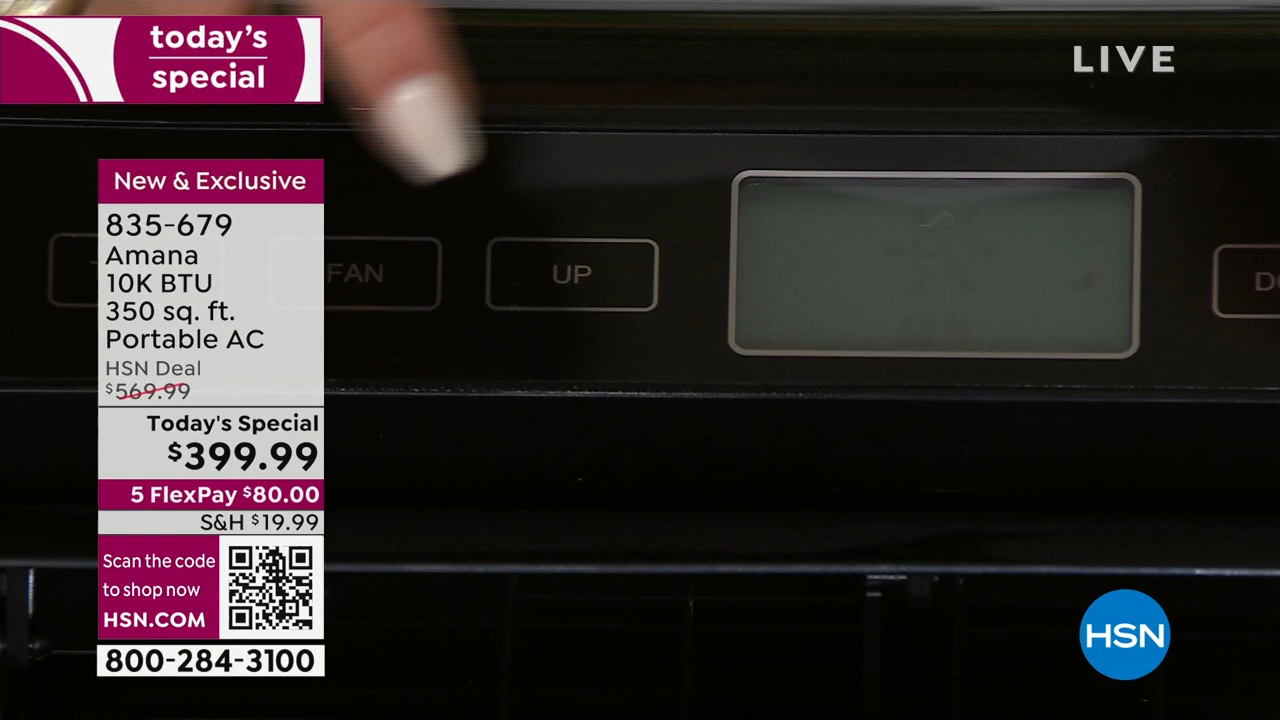 today's
special
LIVE
New & Exclusive
835-679
Amana
10K BTU
350 sq. ft.
Portable AC
HSN Deal
$569.99
Today's Special
$399.99
5 FlexPay $80.00
S&H $19.99
Scan the code
to shop now
HSN.COM
800-284-3100
FAN
UP
HSN